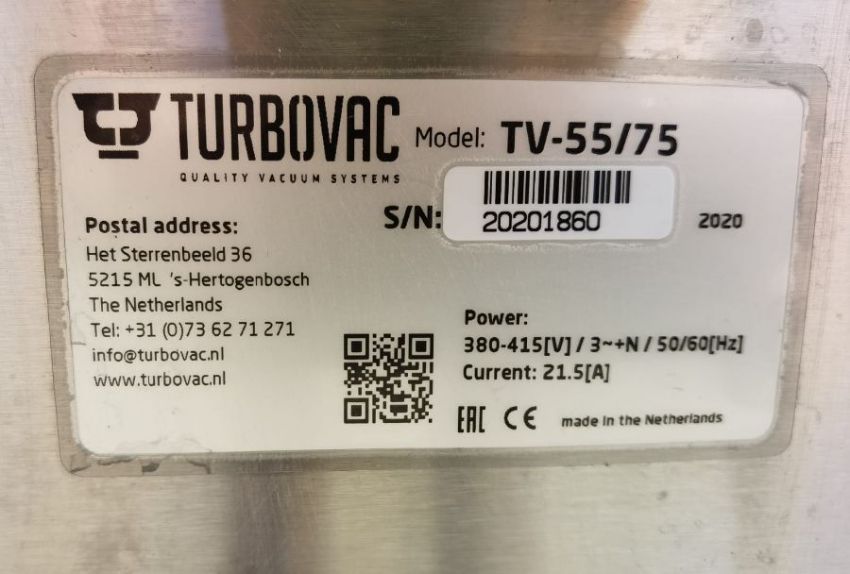 TURBOVAC
QUALITY VACUUM SYSTEMS
Model: TV-55/75
S/N: 20201860
2020
Postal address:
Het Sterrenbeeld 36
5215 ML 's-Hertogenbosch
The Netherlands
Tel: +31 (0)73 62 71 271
info@turbovac.nl
www.turbovac.nl
Power:
380-415[V] / 3~+N / 50/60[Hz]
Current: 21.5[A]
EAC CE made in the Netherlands